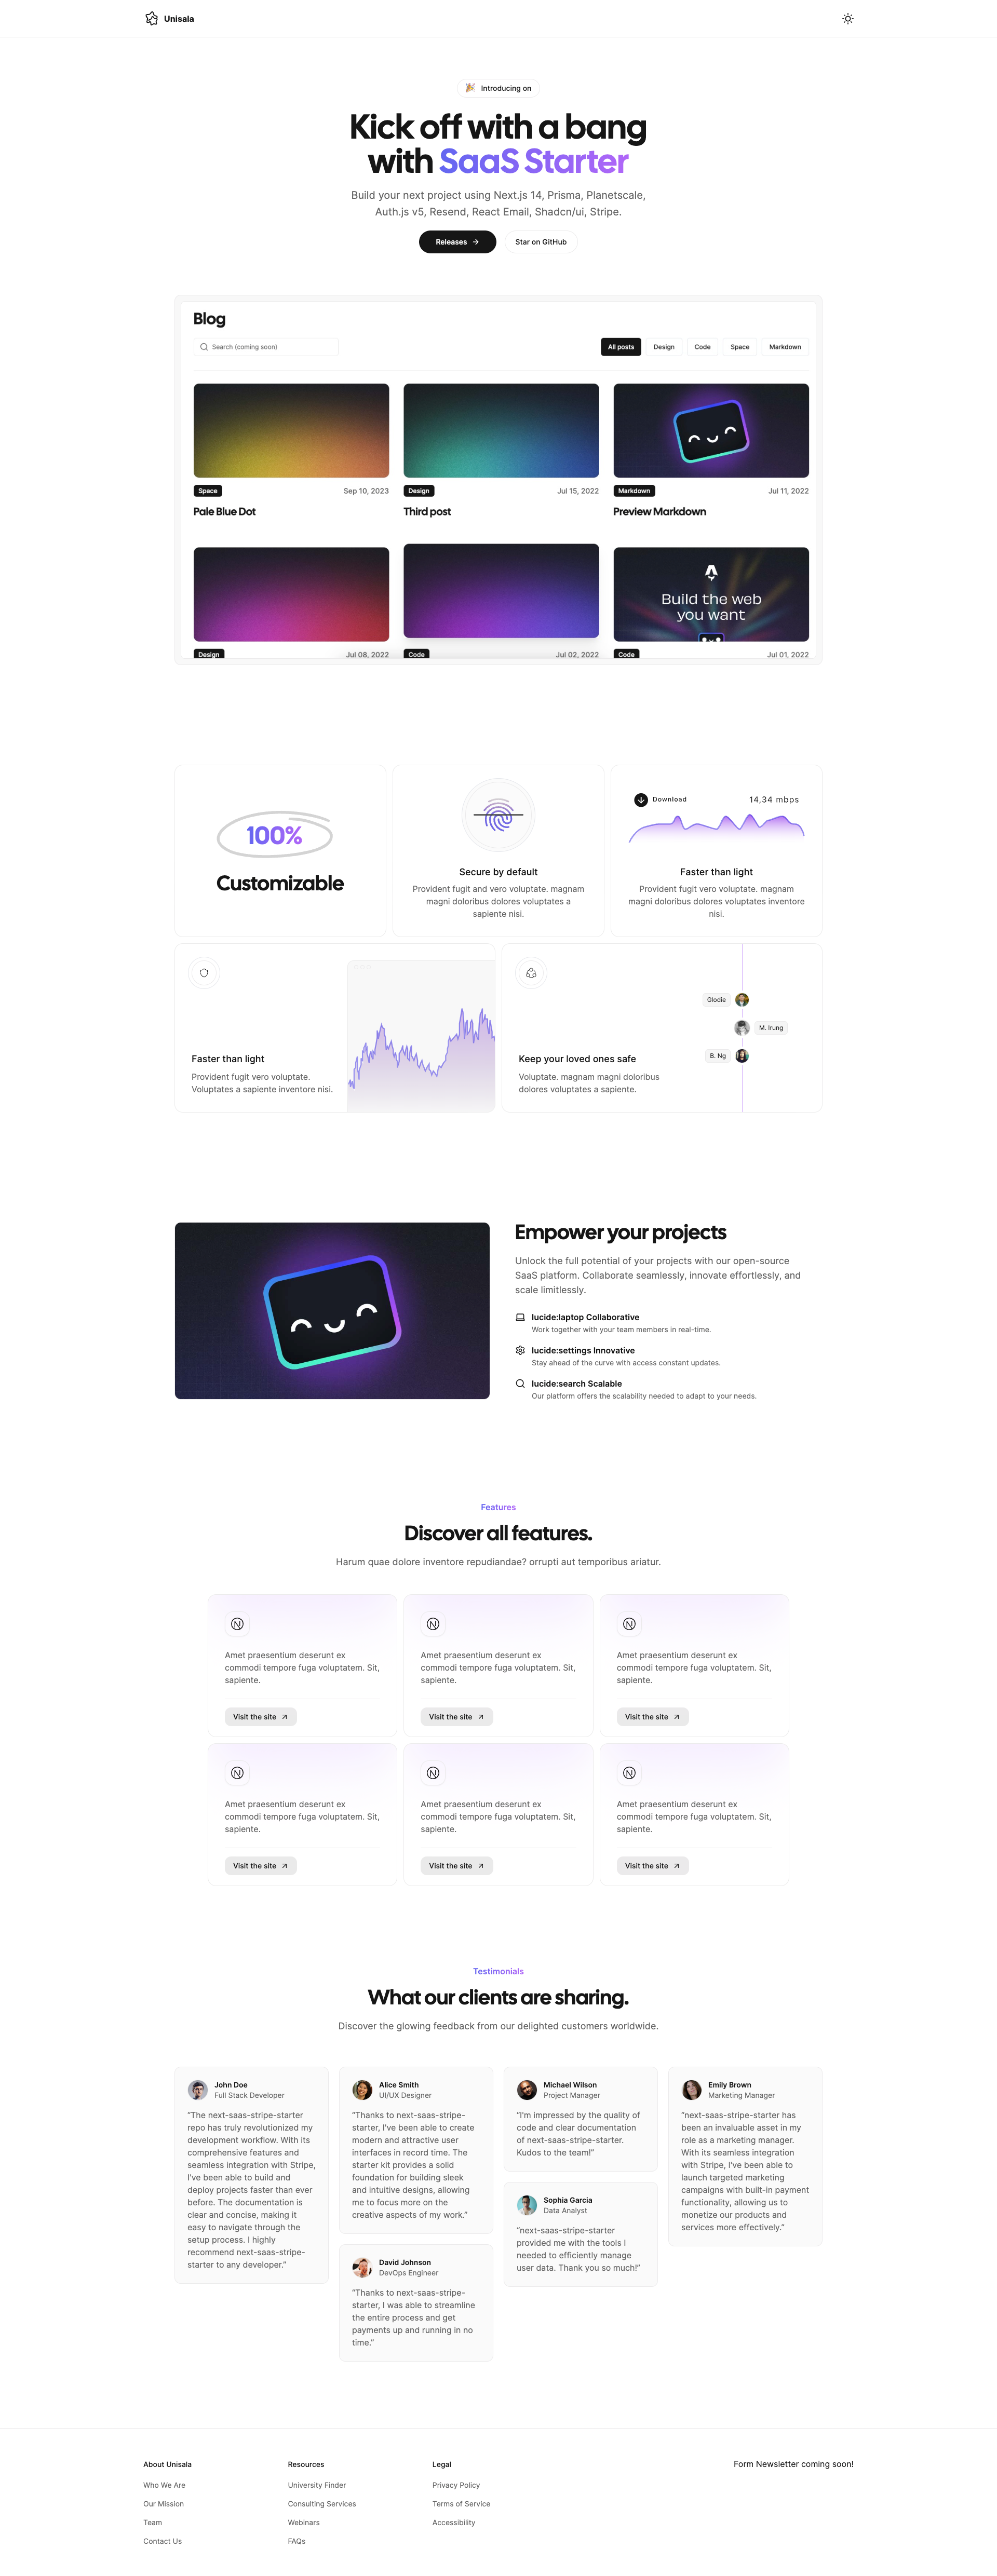 Unisala
🎉 Introducing on
Kick off with a bang
with SaaS Starter
Build your next project using Next.js 14, Prisma, Planetscale,
Auth.js v5, Resend, React Email, Shadcn/ui, Stripe.
Releases
Star on GitHub
Blog
Search (coming soon)
All posts
Design
Code
Space
Markdown
Space
Sep 10, 2023
Pale Blue Dot
Design
Jul 15, 2022
Third post
Markdown
Jul 11, 2022
Preview Markdown
Build the web
you want
Design
Jul 08, 2022
Code
Jul 02, 2022
Code
Jul 01, 2022
100%
Customizable
Secure by default
Provident fugit and vero voluptate. magnam
magni doloribus dolores voluptates a
sapiente nisi.
Download
14,34 mbps
Faster than light
Provident fugit vero voluptate. magnam
magni doloribus dolores voluptates inventore
nisi.
Faster than light
Provident fugit vero voluptate.
Voluptates a sapiente inventore nisi.
Keep your loved ones safe
Voluptate. magnam magni doloribus
dolores voluptates a sapiente.
Glodie
M. Irung
B. Ng
Empower your projects
Unlock the full potential of your projects with our open-source
SaaS platform. Collaborate seamlessly, innovate effortlessly, and
scale limitlessly.
lucide:laptop Collaborative
Work together with your team members in real-time.
lucide:settings Innovative
Stay ahead of the curve with access constant updates.
lucide:search Scalable
Our platform offers the scalability needed to adapt to your needs.
Features
Discover all features.
Harum quae dolore inventore repudiandae? orrupti aut temporibus ariatur.
Amet praesentium deserunt ex
commodi tempore fuga voluptatem. Sit,
sapiente.
Visit the site
Amet praesentium deserunt ex
commodi tempore fuga voluptatem. Sit,
sapiente.
Visit the site
Amet praesentium deserunt ex
commodi tempore fuga voluptatem. Sit,
sapiente.
Visit the site
Amet praesentium deserunt ex
commodi tempore fuga voluptatem. Sit,
sapiente.
Visit the site
Amet praesentium deserunt ex
commodi tempore fuga voluptatem. Sit,
sapiente.
Visit the site
Amet praesentium deserunt ex
commodi tempore fuga voluptatem. Sit,
sapiente.
Visit the site
Testimonials
What our clients are sharing.
Discover the glowing feedback from our delighted customers worldwide.
John Doe
Full Stack Developer
"The next-saas-stripe-starter
repo has truly revolutionized my
development workflow. With its
comprehensive features and
seamless integration with Stripe,
I've been able to build and
deploy projects faster than ever
before. The documentation is
clear and concise, making it
easy to navigate through the
setup process. I highly
recommend next-saas-stripe-
starter to any developer."
Alice Smith
UI/UX Designer
"Thanks to next-saas-stripe-
starter, I've been able to create
modern and attractive user
interfaces in record time. The
starter kit provides a solid
foundation for building sleek
and intuitive designs, allowing
me to focus more on the
creative aspects of my work."
David Johnson
DevOps Engineer
"Thanks to next-saas-stripe-
starter, I was able to streamline
the entire process and get
payments up and running in no
time."
Michael Wilson
Project Manager
"I'm impressed by the quality of
code and clear documentation
of next-saas-stripe-starter.
Kudos to the team!"
Sophia Garcia
Data Analyst
"next-saas-stripe-starter
provided me with the tools I
needed to efficiently manage
user data. Thank you so much!"
Emily Brown
Marketing Manager
"next-saas-stripe-starter has
been an invaluable asset in my
role as a marketing manager.
With its seamless integration
with Stripe, I've been able to
launch targeted marketing
campaigns with built-in payment
functionality, allowing us to
monetize our products and
services more effectively."
About Unisala
Who We Are
Our Mission
Team
Contact Us
Resources
University Finder
Consulting Services
Webinars
FAQs
Legal
Privacy Policy
Terms of Service
Accessibility
Form Newsletter coming soon!